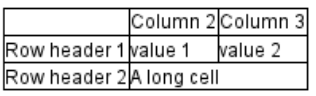 Column 2 Column 3
Row header 1 value 1 value 2
Row header 2 A long cell